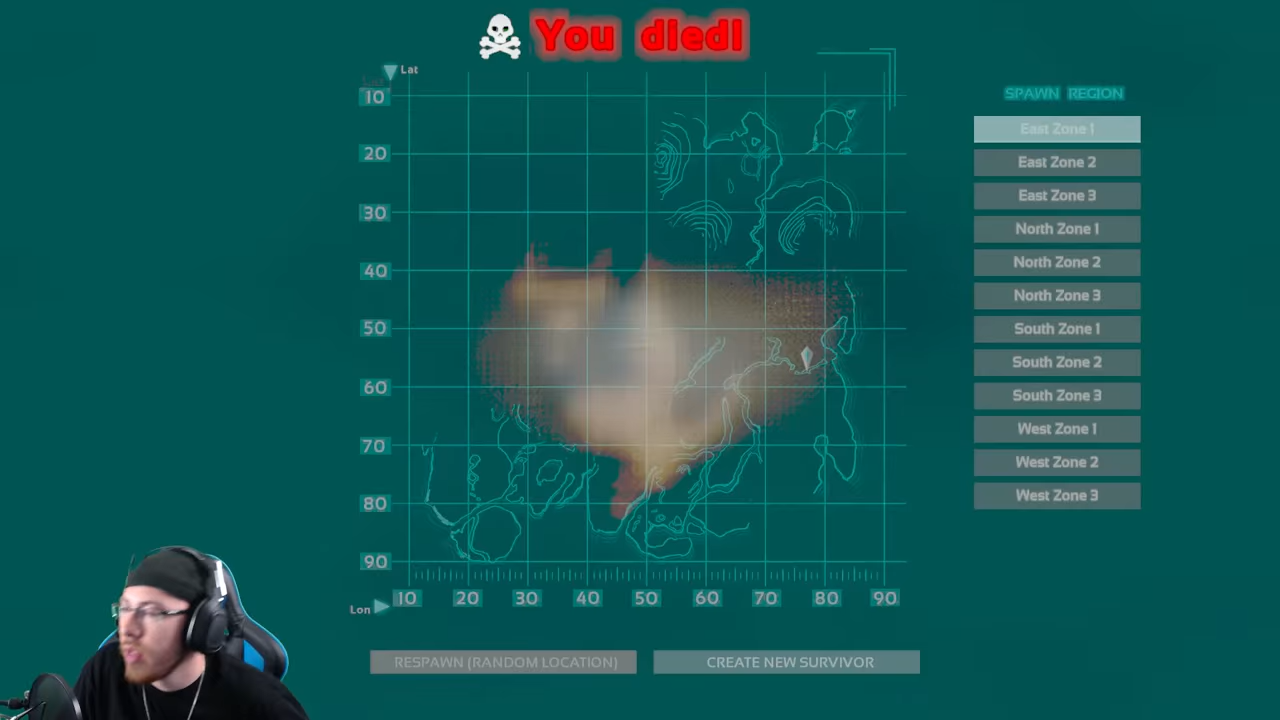 You died!
Lat
10
20
30
40
50
60
70
80
90
Lon
10 20 30 40 50 60 70 80 90
SPAWN REGION
East Zone 1
East Zone 2
East Zone 3
North Zone 1
North Zone 2
North Zone 3
South Zone 1
South Zone 2
South Zone 3
West Zone 1
West Zone 2
West Zone 3
RESPAWN (RANDOM LOCATION)
CREATE NEW SURVIVOR